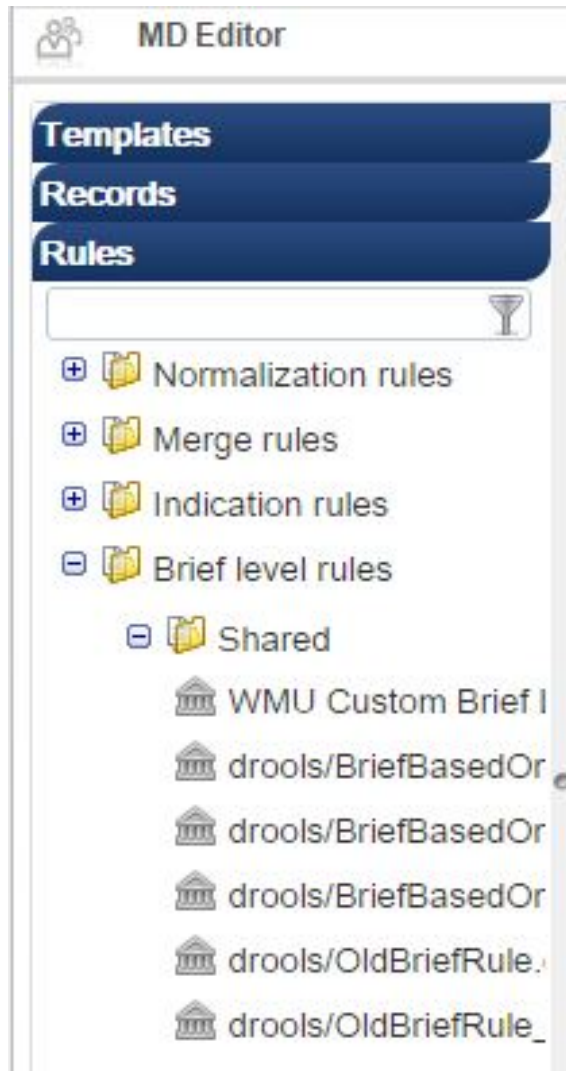 MD Editor
Templates
Records
Rules
Normalization rules
Merge rules
Indication rules
Brief level rules
Shared
WMU Custom Brief
drools/BriefBasedOr
drools/BriefBasedOr
drools/BriefBasedOr
drools/OldBriefRule.
drools/OldBriefRule_